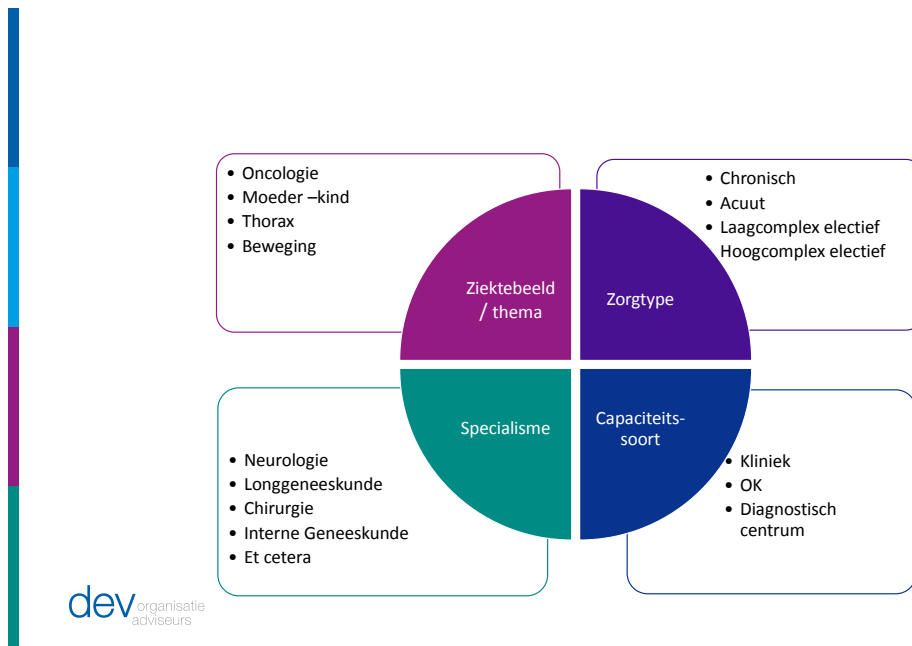 • Oncologie
• Moeder –kind
• Thorax
• Beweging
• Chronisch
• Acuut
• Laagcomplex electief
Hoogcomplex electief
Ziektebeeld
/ thema
Zorgtype
Specialisme
Capaciteits-
soort
• Neurologie
• Longgeneeskunde
• Chirurgie
• Interne Geneeskunde
• Et cetera
• Kliniek
• OK
• Diagnostisch
centrum
dev organisatie
adviseurs